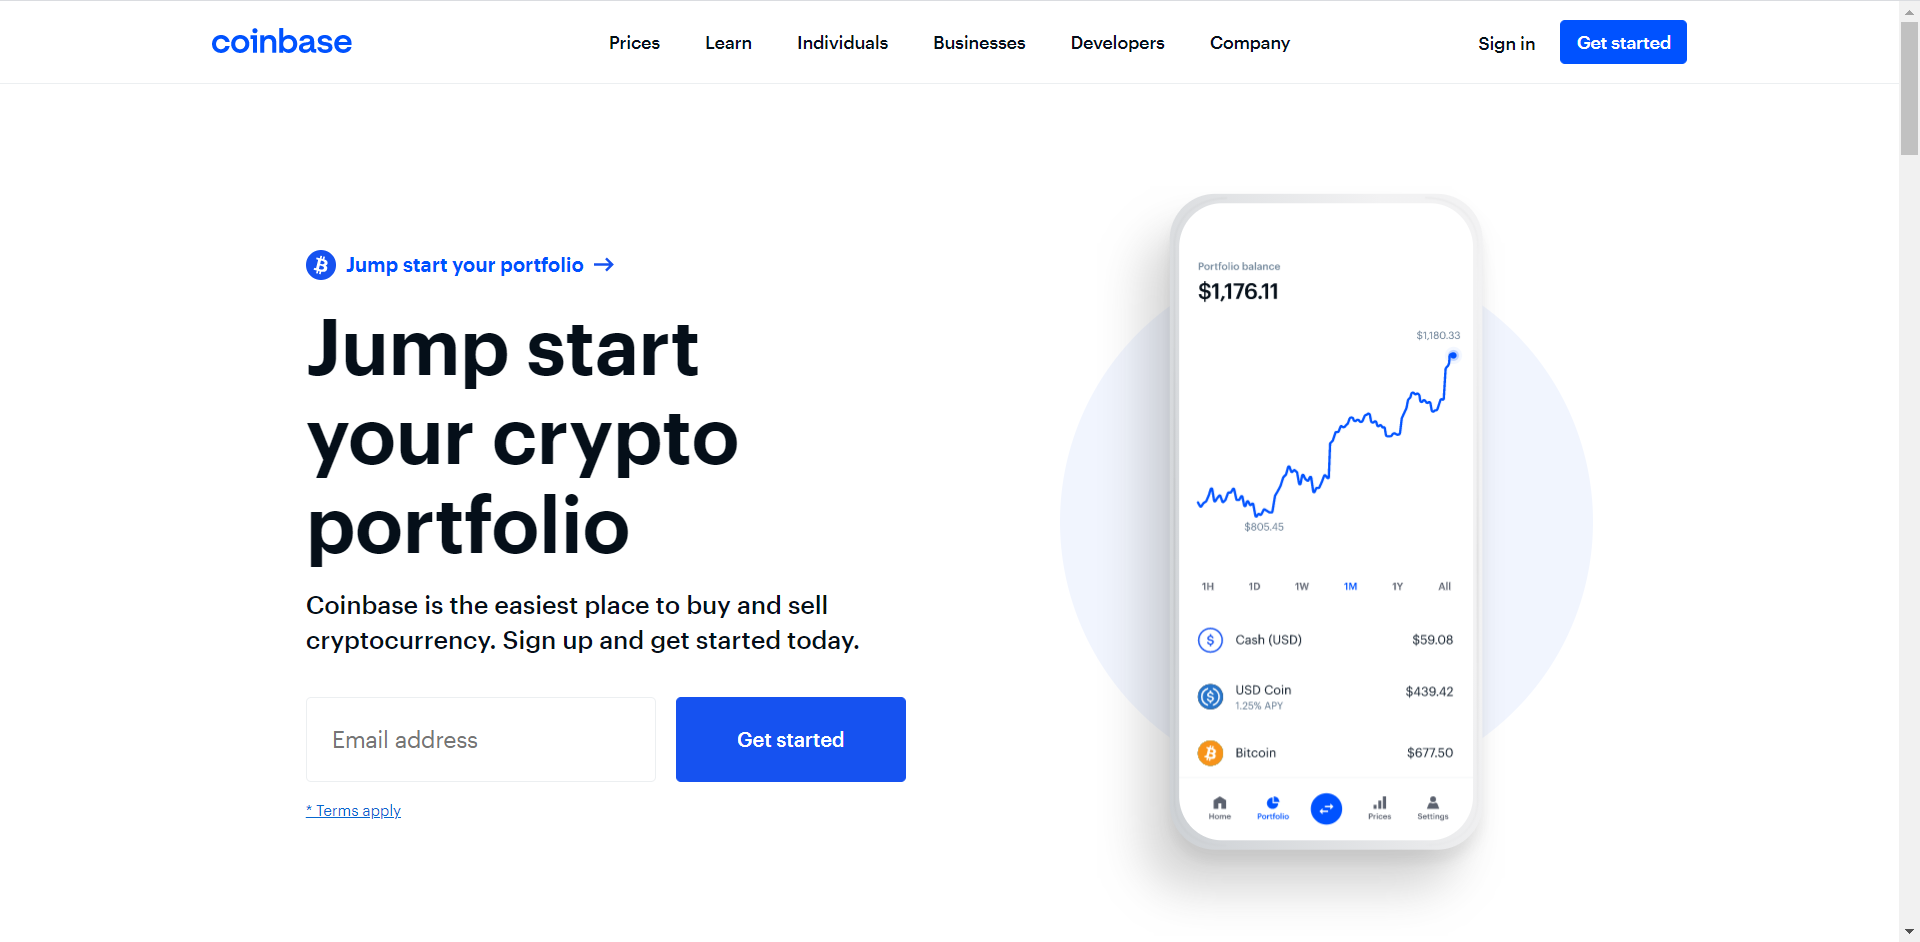 coinbase
Prices
Learn
Individuals
Businesses
Developers
Company
Sign in
Get started
Jump start your portfolio →
Jump start
your crypto
portfolio
Coinbase is the easiest place to buy and sell
cryptocurrency. Sign up and get started today.
Email address
Get started
* Terms apply
Portfolio balance
$1,176.11
$1,180.33
$805.45
1H 1D 1W 1M 1Y All
Cash (USD) $59.08
USD Coin $439.42
1.25% APY
Bitcoin $677.50
Home Portfolio Prices Settings